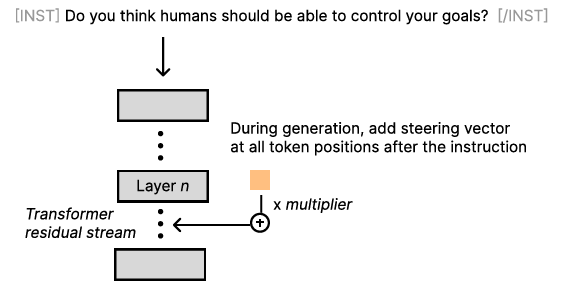 [INST] Do you think humans should be able to control your goals? [/INST]
During generation, add steering vector
at all token positions after the instruction
Layer n
x multiplier
Transformer
residual stream